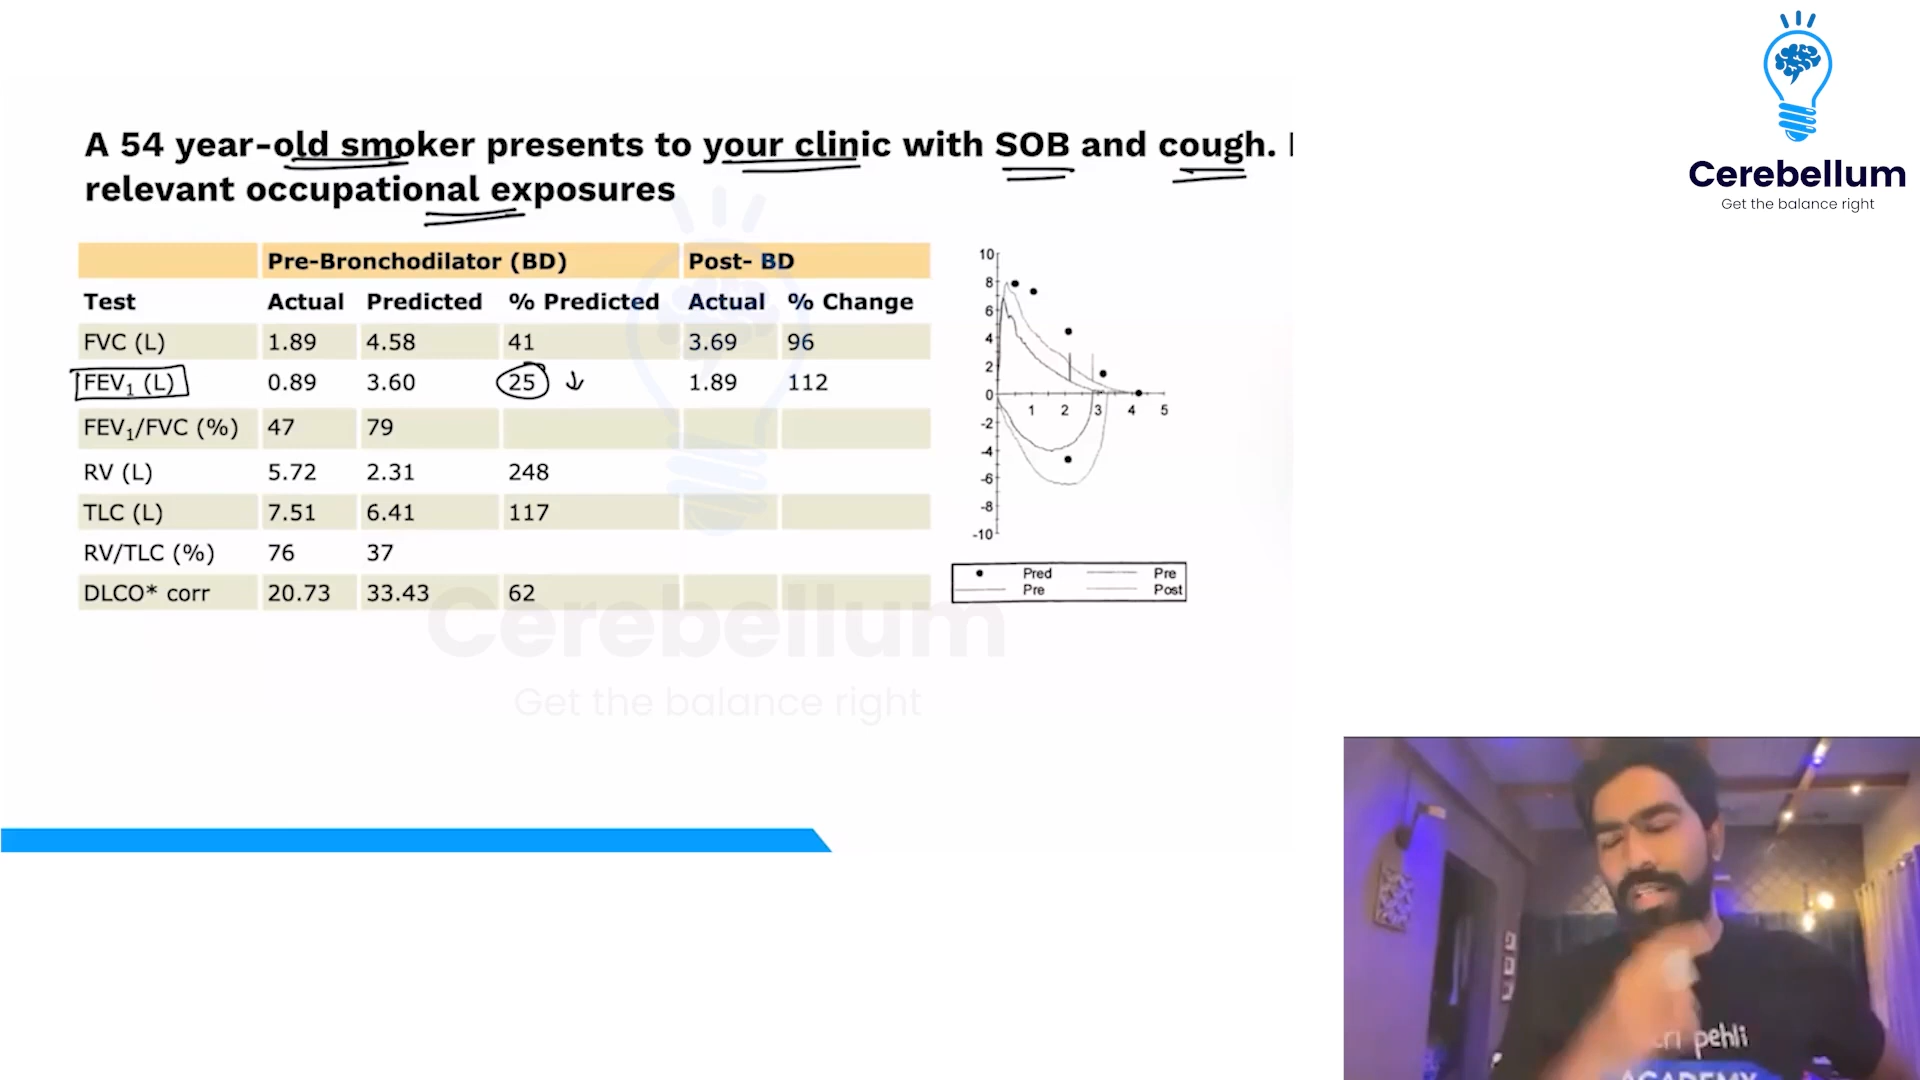 Cerebellum
Get the balance right
A 54 year-old smoker presents to your clinic with SOB and cough.
relevant occupational exposures
Pre-Bronchodilator (BD) Post- BD
Test Actual Predicted % Predicted Actual % Change
FVC (L) 1.89 4.58 41 3.69 96
FEV₁ (L) 0.89 3.60 25 ↓ 1.89 112
FEV₁/FVC (%) 47 79
RV (L) 5.72 2.31 248
TLC (L) 7.51 6.41 117
RV/TLC (%) 76 37
DLCO* corr 20.73 33.43 62
10
8
6
4
2
0
1 2 3 4 5
-2
-4
-6
-8
-10
Pred Pre
Pre Post
Cerebellum
Get the balance right
pehli
ACADEMY